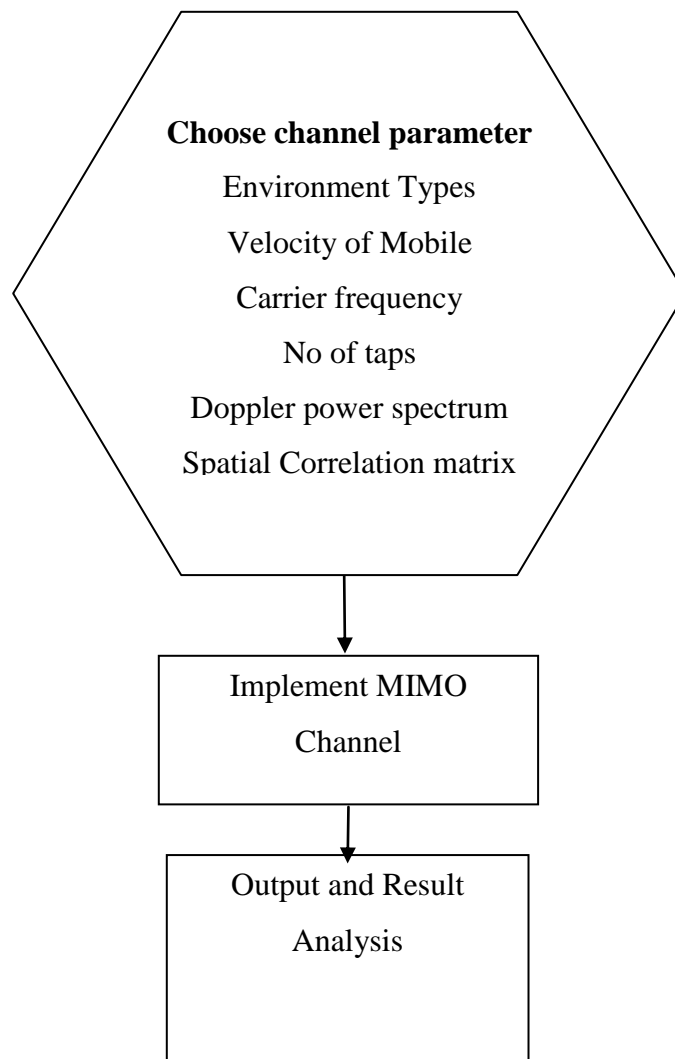 Choose channel parameter
Environment Types
Velocity of Mobile
Carrier frequency
No of taps
Doppler power spectrum
Spatial Correlation matrix
Implement MIMO
Channel
Output and Result
Analysis